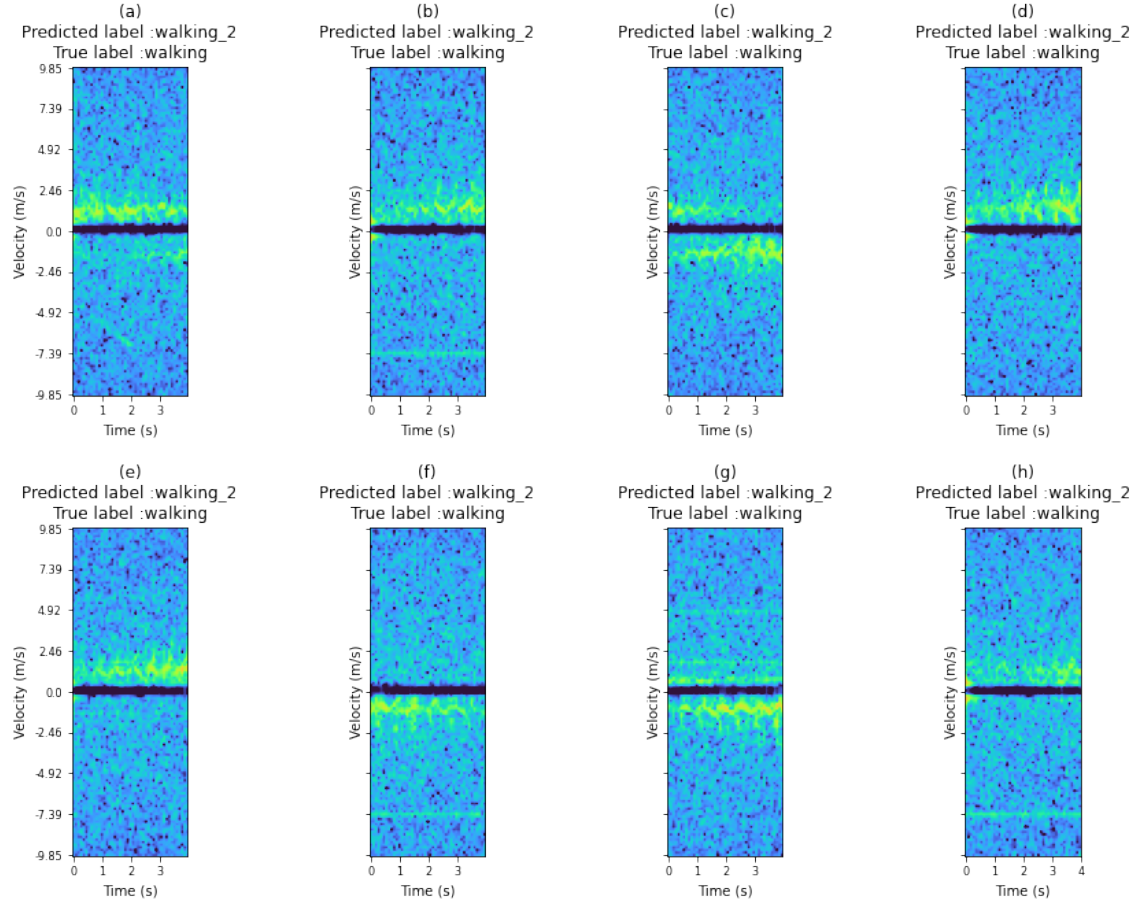 (a)
Predicted label :walking_2
True label :walking
(b)
Predicted label :walking_2
True label :walking
(c)
Predicted label :walking_2
True label :walking
(d)
Predicted label :walking_2
True label :walking
9.85
7.39
4.92
2.46
0.0
-2.46
-4.92
-7.39
-9.85
Velocity (m/s)
Velocity (m/s)
Velocity (m/s)
Velocity (m/s)
0 1 2 3
0 1 2 3
0 1 2 3
0 1 2 3 4
Time (s)
Time (s)
Time (s)
Time (s)
(e)
Predicted label :walking_2
True label :walking
(f)
Predicted label :walking_2
True label :walking
(g)
Predicted label :walking_2
True label :walking
(h)
Predicted label :walking_2
True label :walking
9.85
7.39
4.92
2.46
0.0
-2.46
-4.92
-7.39
-9.85
Velocity (m/s)
Velocity (m/s)
Velocity (m/s)
Velocity (m/s)
0 1 2 3
0 1 2 3
0 1 2 3
0 1 2 3 4
Time (s)
Time (s)
Time (s)
Time (s)